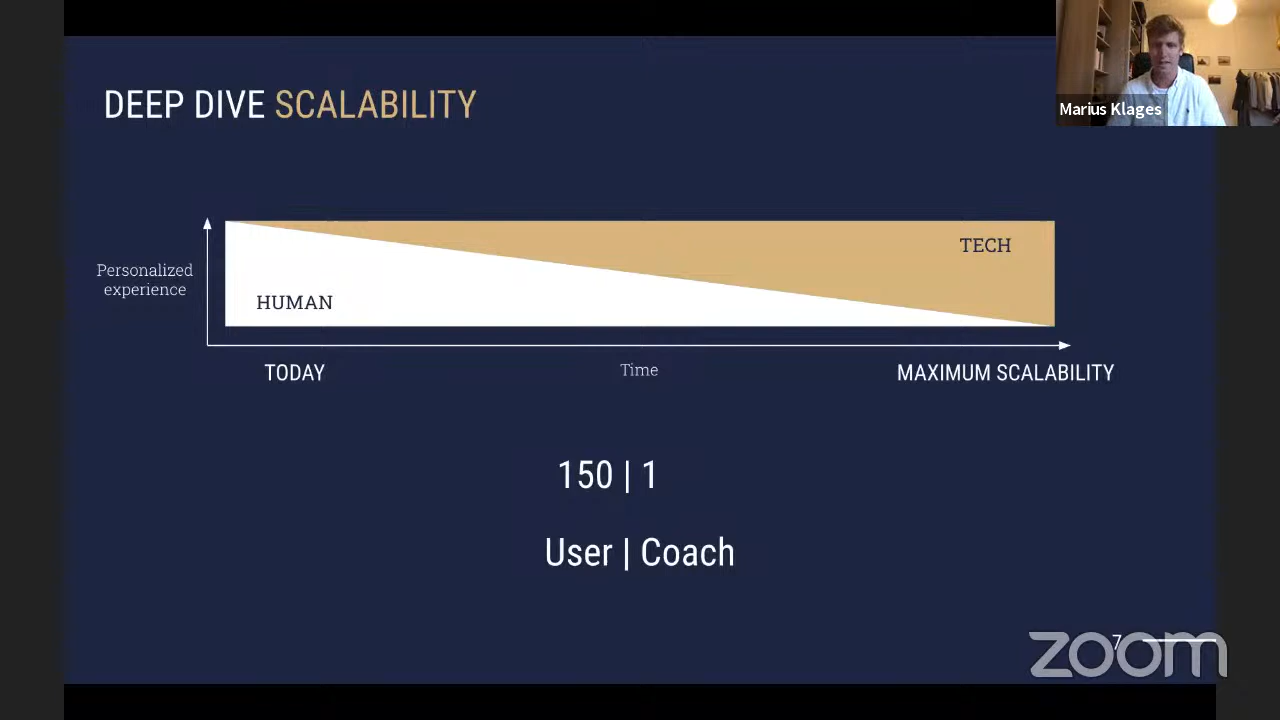 DEEP DIVE SCALABILITY
Marius Klages
Personalized
experience
HUMAN
TECH
TODAY
Time
MAXIMUM SCALABILITY
150 | 1
User | Coach
7
zoom